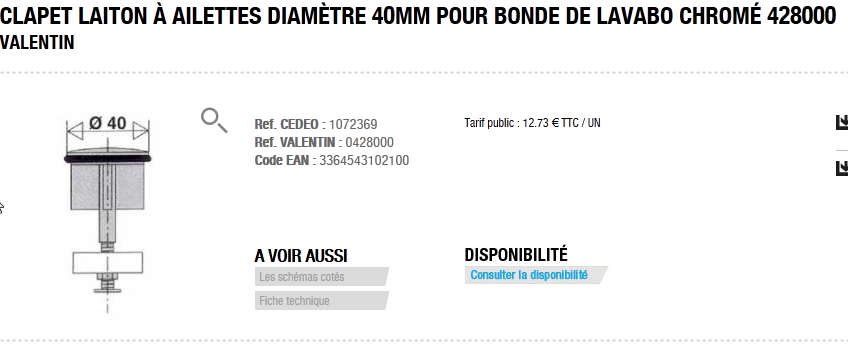 CLAPET LAITON À AILETTES DIAMÈTRE 40MM POUR BONDE DE LAVABO CHROMÉ 428000
VALENTIN
Ø 40
Ref. CEDEO : 1072369
Ref. VALENTIN : 0428000
Code EAN : 3364543102100
Tarif public : 12.73 € TTC / UN
A VOIR AUSSI
Les schémas cotés
Fiche technique
DISPONIBILITÉ
Consulter la disponibilité